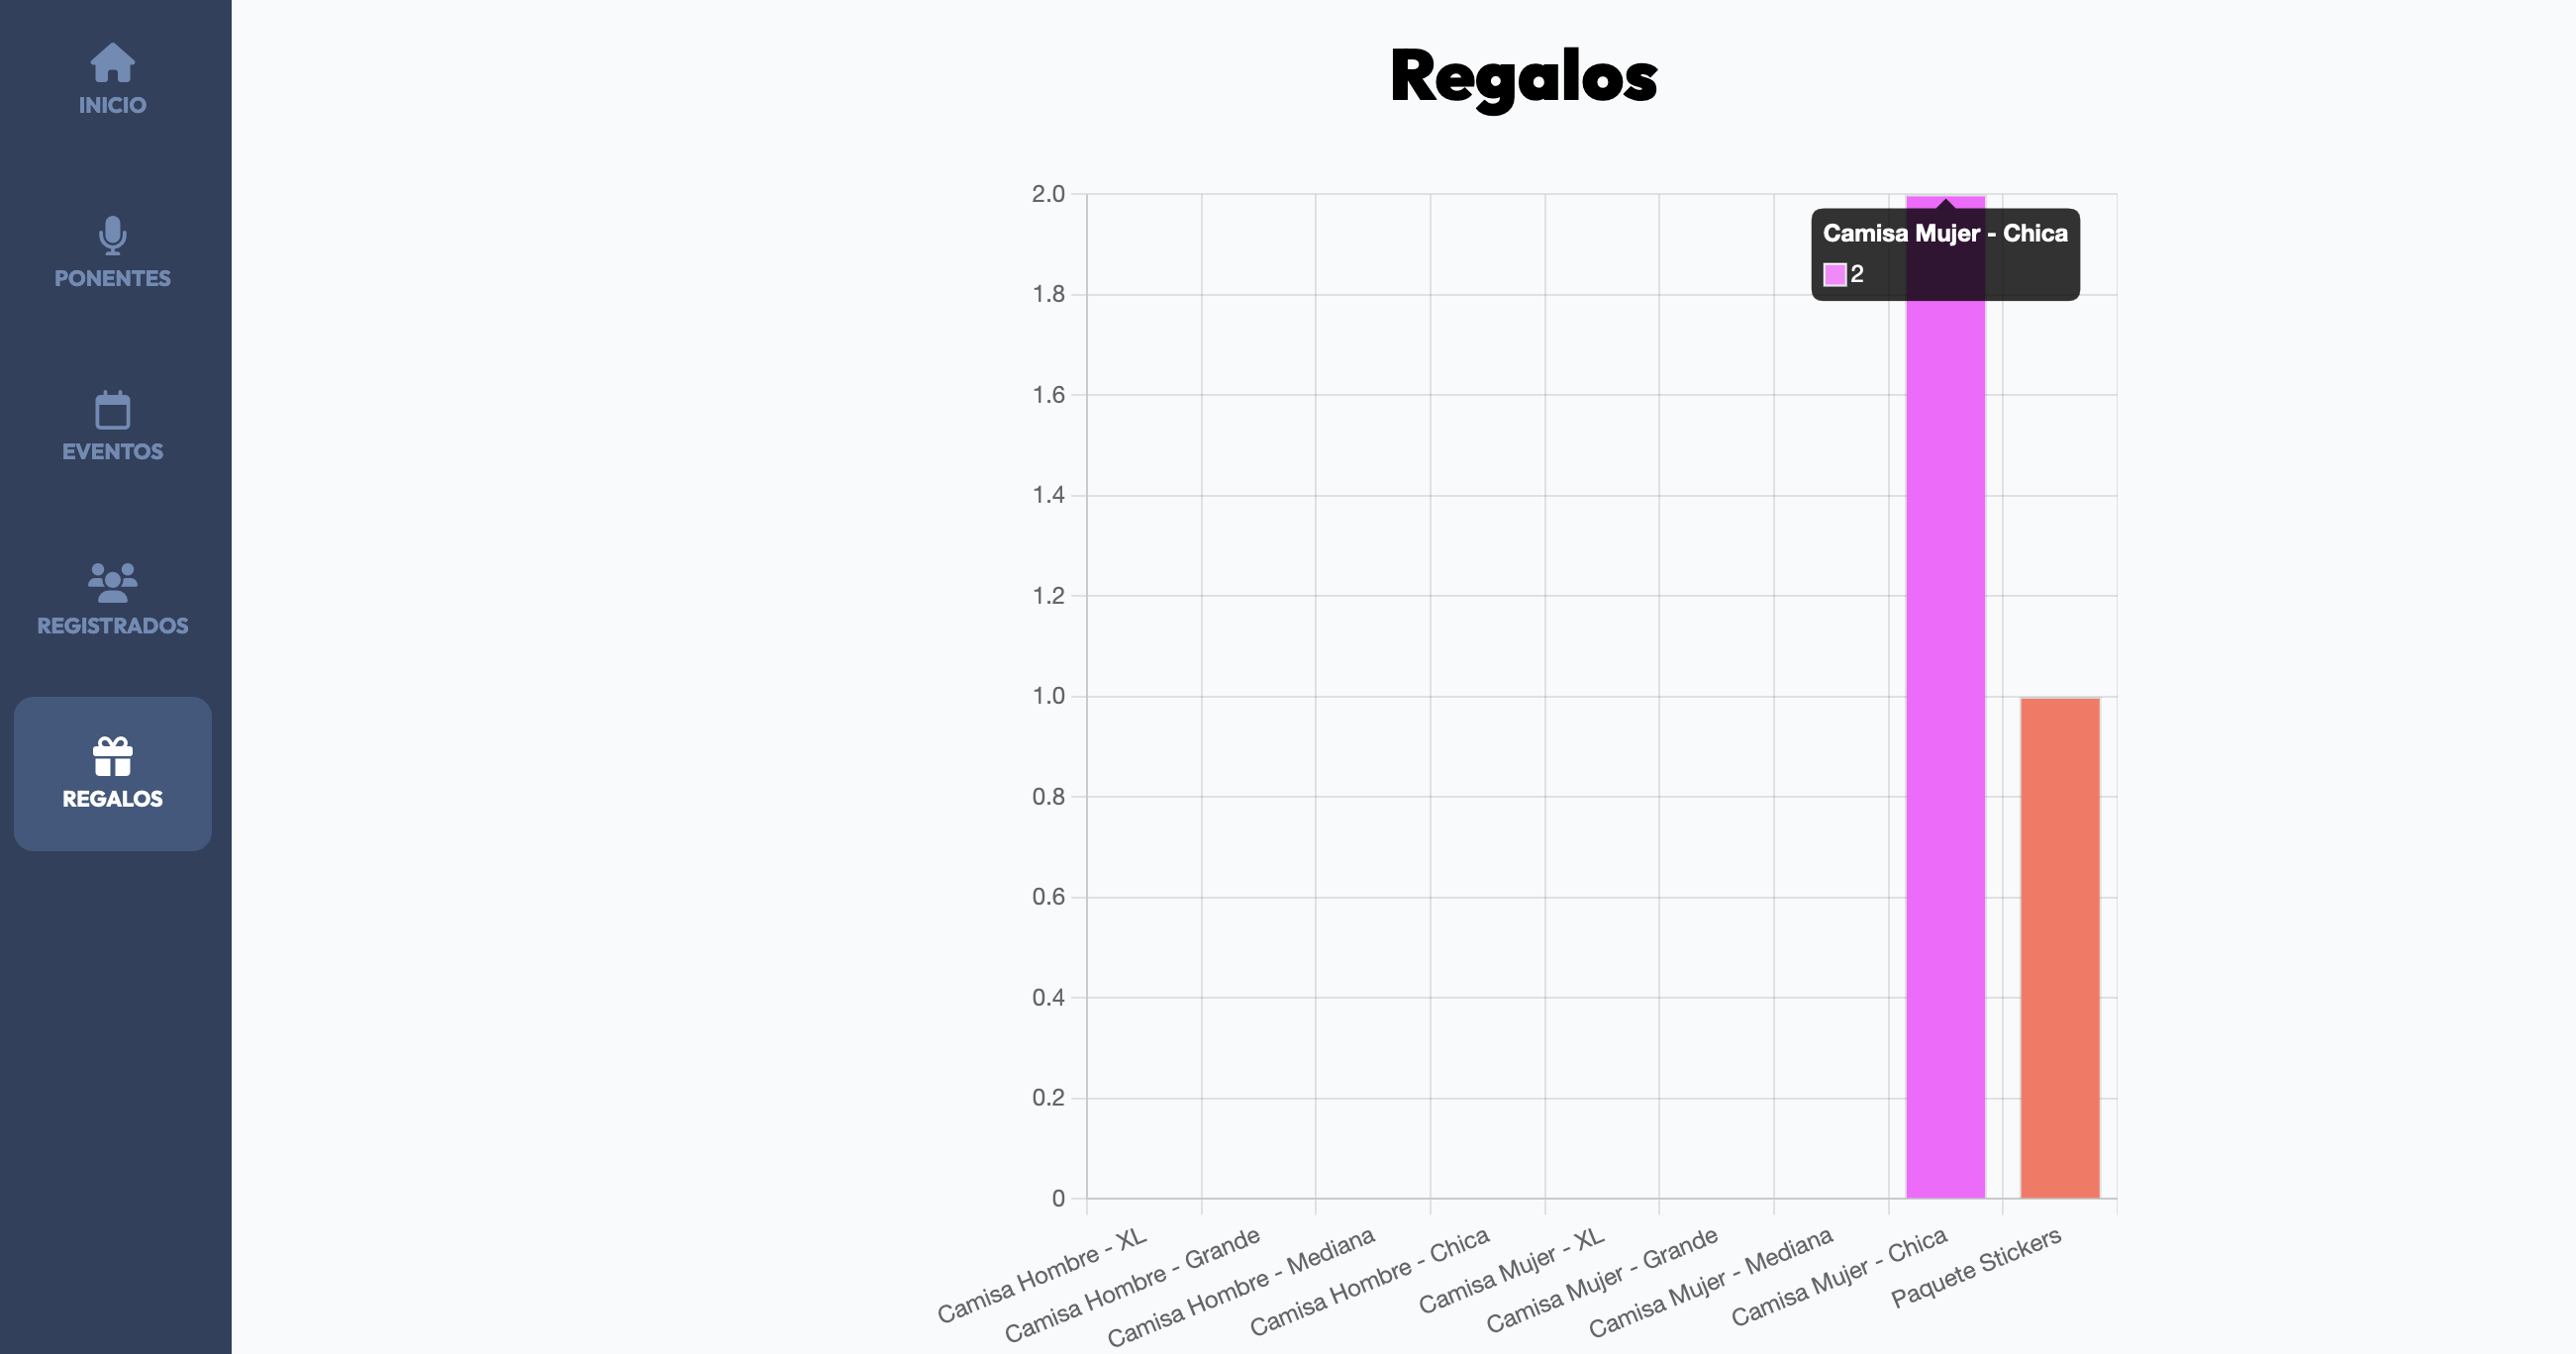 INICIO
PONENTES
EVENTOS
REGISTRADOS
REGALOS
Regalos
2.0
1.8
1.6
1.4
1.2
1.0
0.8
0.6
0.4
0.2
0
Camisa Mujer - Chica
2
Camisa Hombre - XL
Camisa Hombre - Grande
Camisa Hombre - Mediana
Camisa Hombre - Chica
Camisa Mujer - XL
Camisa Mujer - Grande
Camisa Mujer - Mediana
Camisa Mujer - Chica
Paquete Stickers